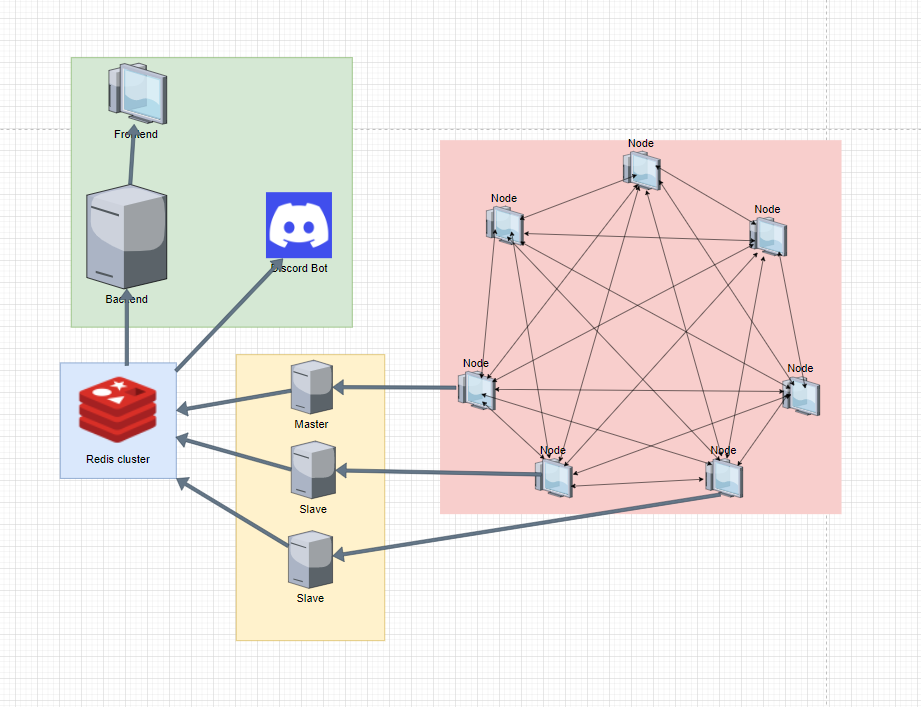 Frontend
Backend
Discord Bot
Redis cluster
Master
Slave
Slave
Node
Node
Node
Node
Node
Node
Node